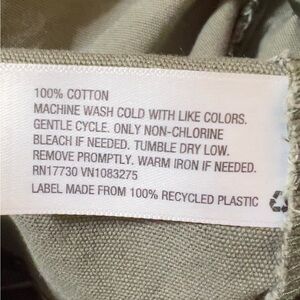 100% COTTON
MACHINE WASH COLD WITH LIKE COLORS.
GENTLE CYCLE. ONLY NON-CHLORINE
BLEACH IF NEEDED. TUMBLE DRY LOW.
REMOVE PROMPTLY. WARM IRON IF NEEDED.
RN17730 VN1083275
LABEL MADE FROM 100% RECYCLED PLASTIC